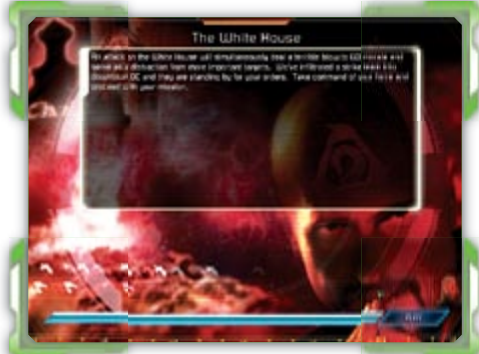 The White House
An attack on the White House will simultaneously bear a terrible blow to GDI morale and
serve as a distraction from more important targets. We've infiltrated a strike team into
downtown DC and they are standing by for your orders. Take command of your force and
proceed with your mission.